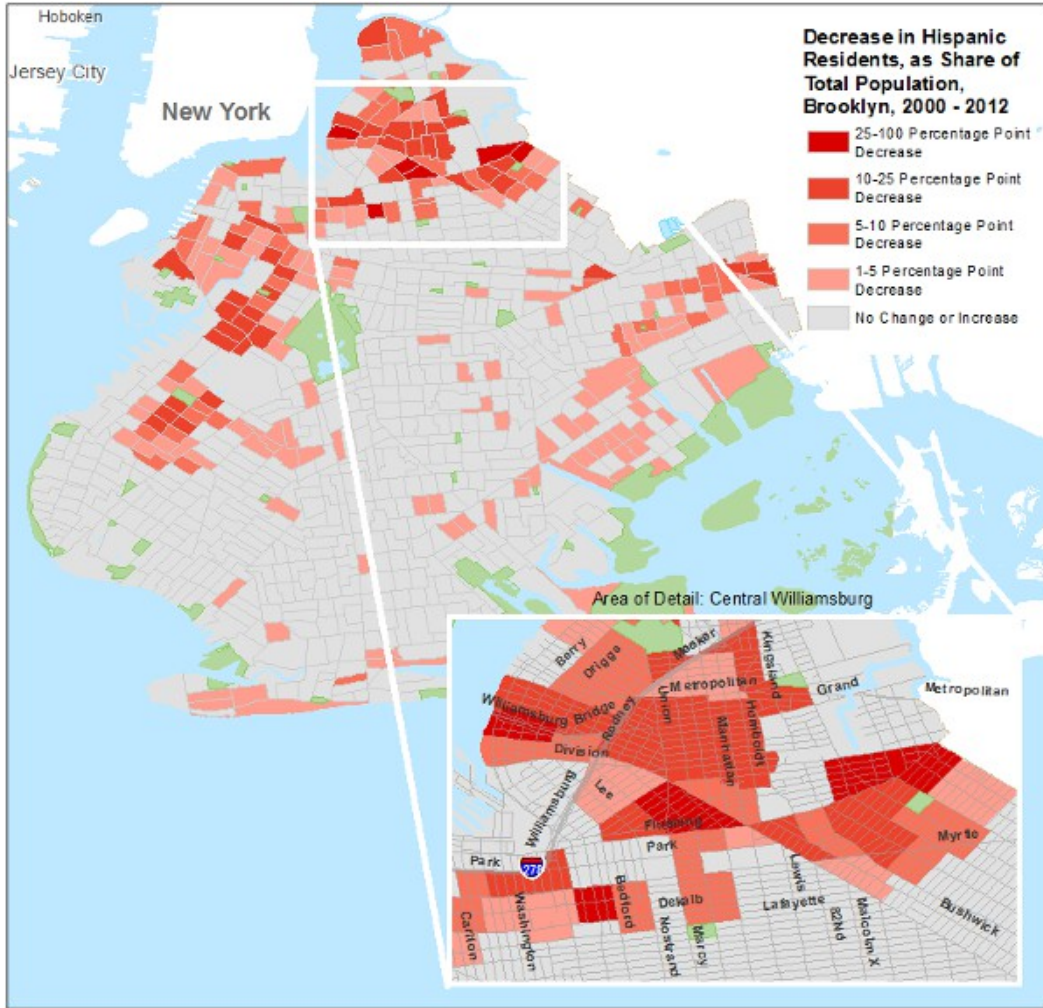 Hoboken
Jersey City
New York
Decrease in Hispanic
Residents, as Share of
Total Population,
Brooklyn, 2000 - 2012
25-100 Percentage Point
Decrease
10-25 Percentage Point
Decrease
5-10 Percentage Point
Decrease
1-5 Percentage Point
Decrease
No Change or Increase
Area of Detail: Central Williamsburg
Berry
Driggs
Meeker
Kingsland
Metropolitan
Grand
Metropolitan
Williamsburg Bridge
Rodney
Union
Manhattan
Humboldt
Division
Lee
Williamsburg
Flushing
Park
Myrtle
Park
278
Lewis
Bedford
Dekalb
Lafayette
Washington
Carlton
Nostrand
Marcy
82Nd
Malcolm X
Bushwick